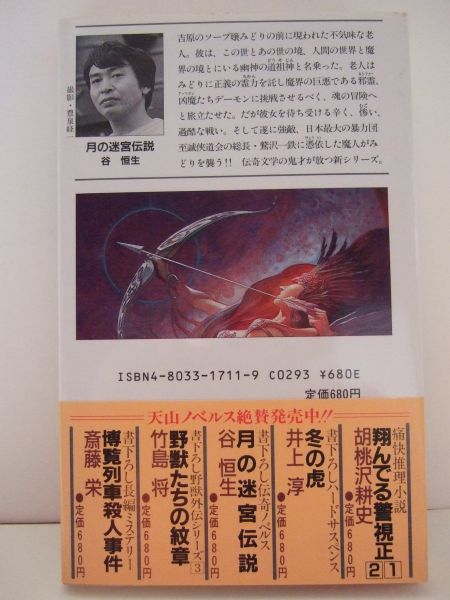 吉原のソープ嬢みどりの前に現われた不気味な老
人。彼は、この世とあの世の境、人間の世界と魔
界の境とにいる幽神の道祖神と名乗った。老人は
みどりに正義の霊力を託し魔界の巨悪である邪霊、
凶魔たちデーモンに挑戦させるべく、魂の冒険へ
と旅立たせた。だが彼女を待ち受ける辛く、惨い、
過酷な戦い。そして遂に強敵、日本最大の暴力団
至誠俠道会の総長・鷲沢一鉄に憑依した魔人がみ
どりを襲う!! 伝奇文学の鬼才が放つ新シリーズ。
月の迷宮伝説
谷 恒生
ISBN4-8033-1711-9 C0293 ¥680E
定価680円
天山ノベルス絶賛発売中!!
痛快推理小説
翔んでる警視正 1 2
胡桃沢耕史
●定価各680円
書下ろしハードサスペンス
冬の虎
井上 淳
●定価680円
書下ろし伝奇ノベルス
月の迷宮伝説
谷 恒生
●定価680円
書下ろし野獣外伝シリーズ3
野獣たちの紋章
竹島 将
●定価680円
書下ろし長編ミステリー
博覧列車殺人事件
斎藤 栄
●定価680円